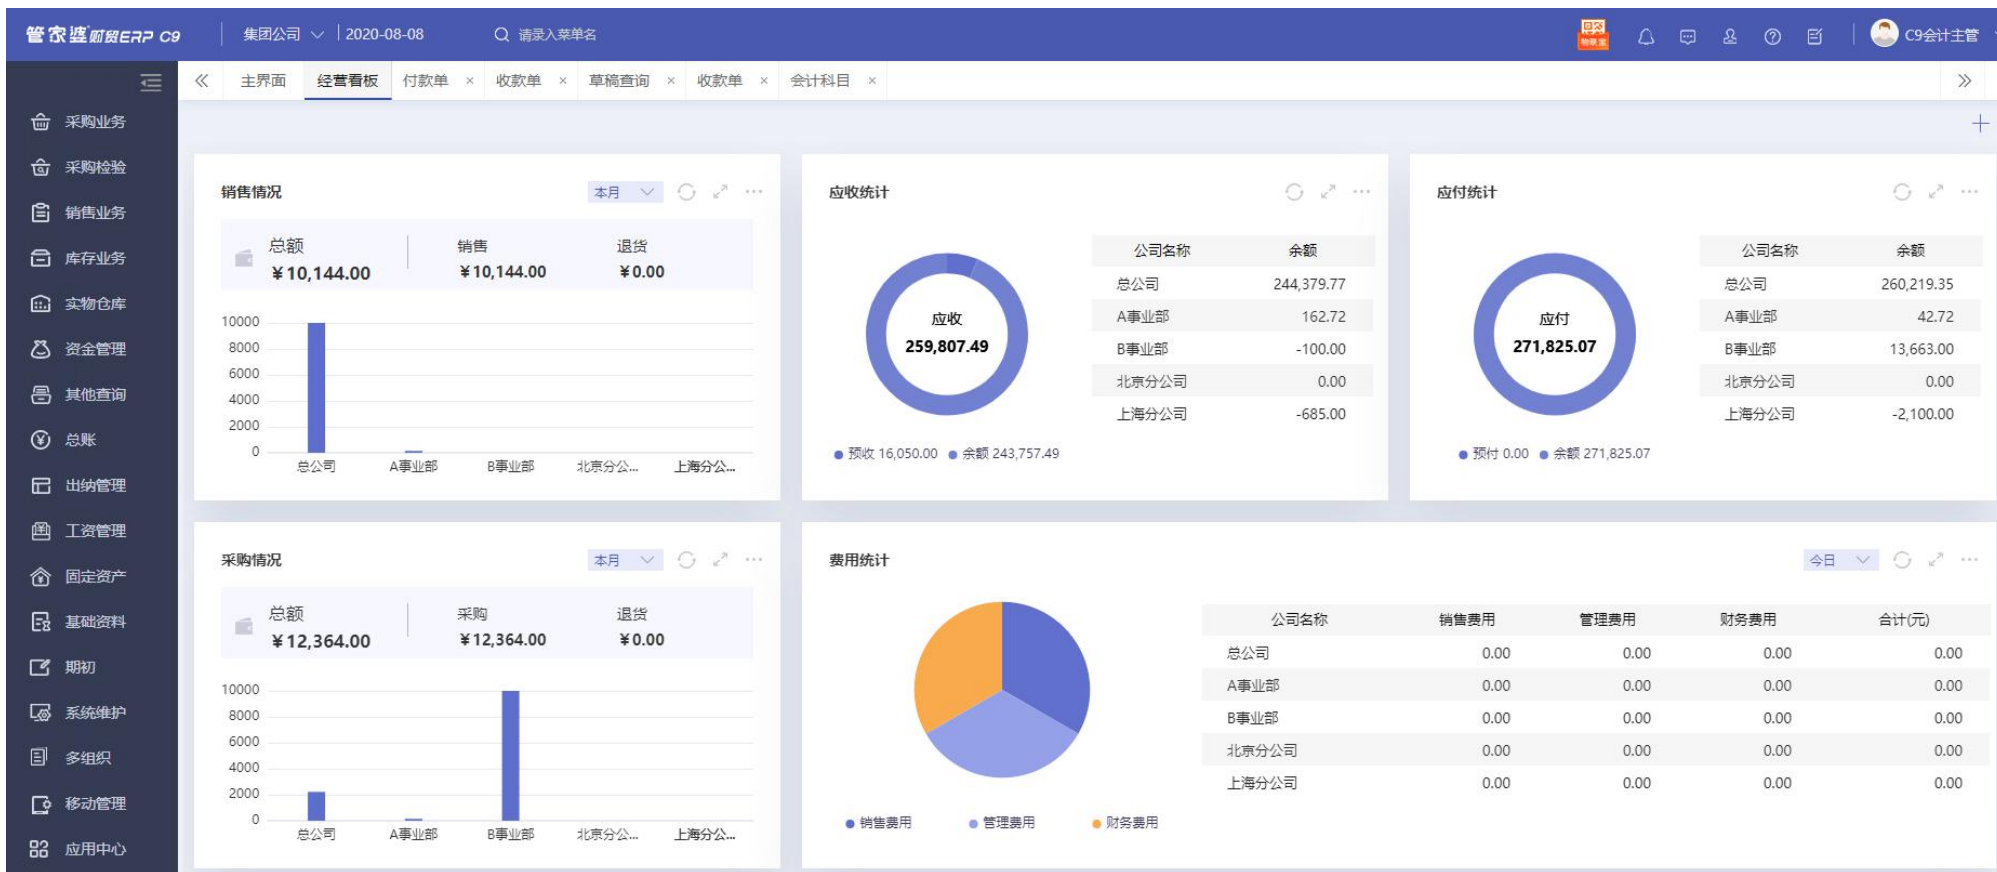 管家婆财贸ERP C9
集团公司 2020-08-08 请录入菜单名 物联宝 C9会计主管
主界面 经营看板 付款单 × 收款单 × 草稿查询 × 收款单 × 会计科目 ×
采购业务
采购检验
销售业务
库存业务
实物仓库
资金管理
其他查询
总账
出纳管理
工资管理
固定资产
基础资料
期初
系统维护
多组织
移动管理
应用中心
销售情况 本月
总额 销售 退货
¥10,144.00 ¥10,144.00 ¥0.00
10000
8000
6000
4000
2000
0
总公司 A事业部 B事业部 北京分公... 上海分公...
应收统计
应收
259,807.49
预收 16,050.00 余额 243,757.49
公司名称 余额
总公司 244,379.77
A事业部 162.72
B事业部 -100.00
北京分公司 0.00
上海分公司 -685.00
应付统计
应付
271,825.07
预付 0.00 余额 271,825.07
公司名称 余额
总公司 260,219.35
A事业部 42.72
B事业部 13,663.00
北京分公司 0.00
上海分公司 -2,100.00
采购情况 本月
总额 采购 退货
¥12,364.00 ¥12,364.00 ¥0.00
10000
8000
6000
4000
2000
0
总公司 A事业部 B事业部 北京分公... 上海分公...
费用统计 今日
销售费用 管理费用 财务费用
公司名称 销售费用 管理费用 财务费用 合计(元)
总公司 0.00 0.00 0.00 0.00
A事业部 0.00 0.00 0.00 0.00
B事业部 0.00 0.00 0.00 0.00
北京分公司 0.00 0.00 0.00 0.00
上海分公司 0.00 0.00 0.00 0.00